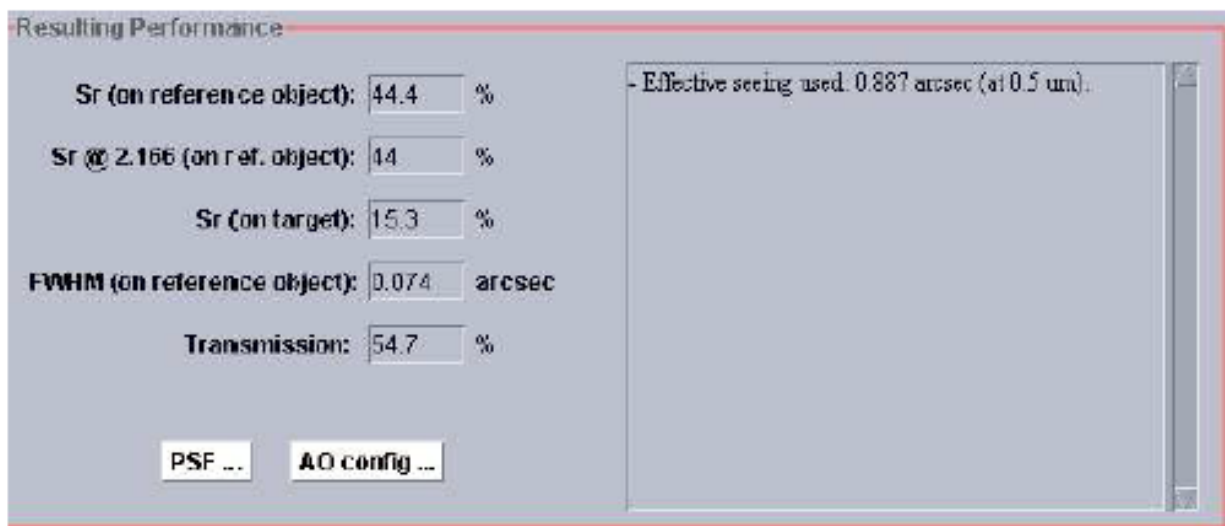 Resulting Performance
Sr (on reference object): 44.4 %
- Effective seeing used: 0.887 arcsec (at 0.5 um).
Sr @ 2.166 (on ref. object): 44 %
Sr (on target): 15.3 %
FWHM (on reference object): 0.074 arcsec
Transmission: 54.7 %
PSF ... AO config ...